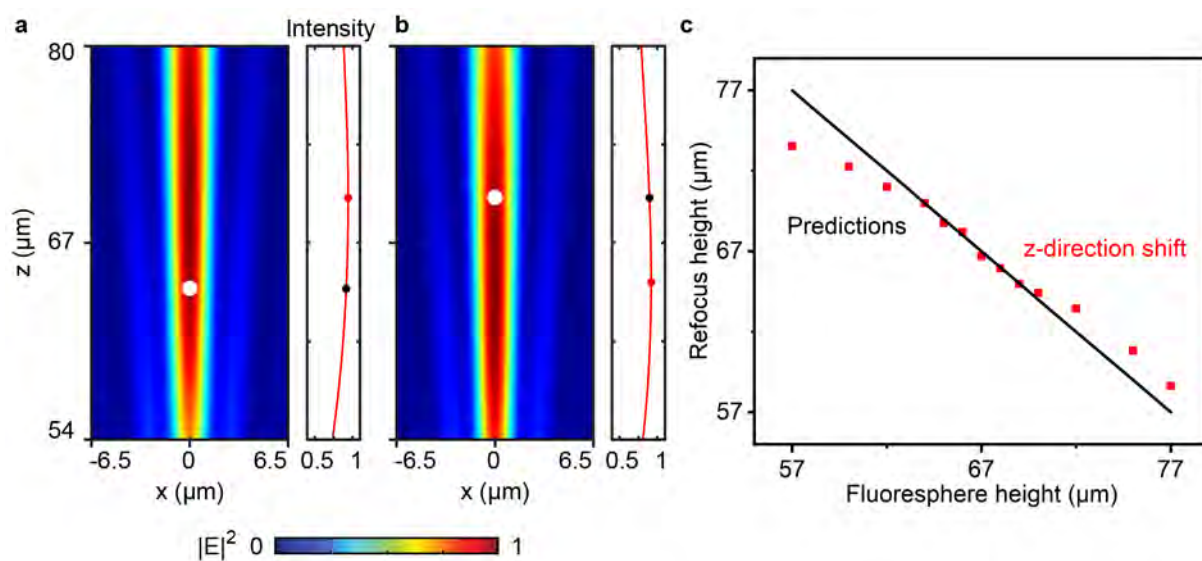 a
Intensity
b
c
80
67
54
z (µm)
-6.5 0 6.5
x (µm)
0.5 1
-6.5 0 6.5
x (µm)
0.5 1
|E|² 0 1
77
67
57
Refocus height (µm)
Predictions
z-direction shift
57 67 77
Fluoresphere height (µm)